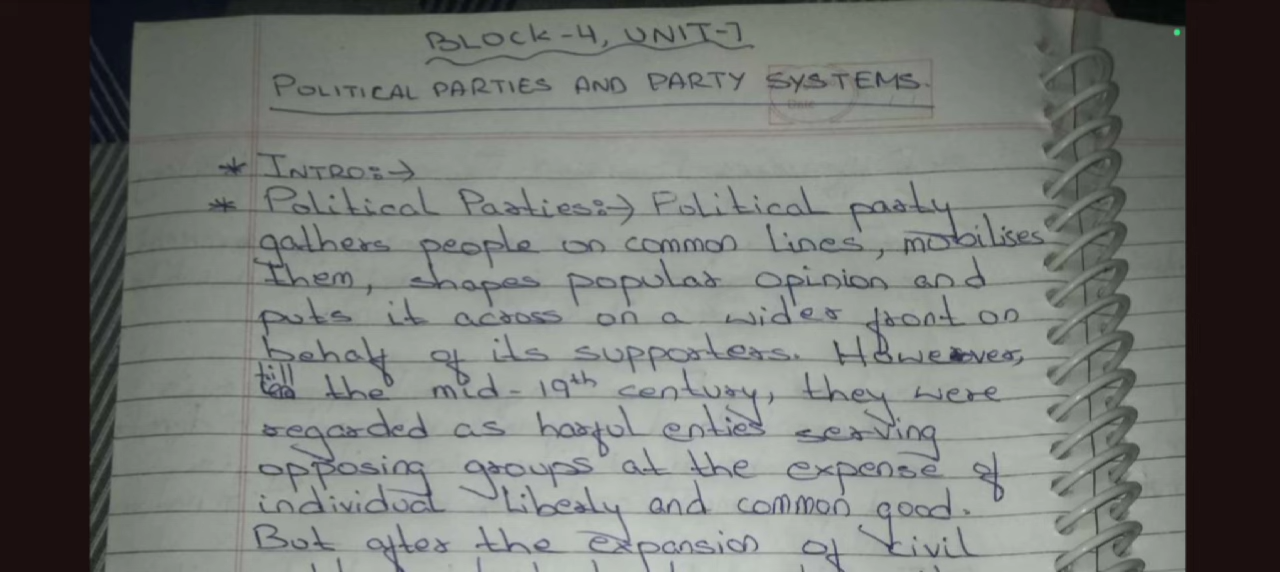 BLOCK-4, UNIT-7
POLITICAL PARTIES AND PARTY SYSTEMS.
* INTRO:→
* Political Parties:→ Political party
gathers people on common lines, mobilises
them, shapes popular opinion and
puts it across on a wider front on
behalf of its supporters. However,
till the mid-19th century, they were
regarded as harful enties serving
opposing groups at the expense of
individual liberly and common good.
But after the expansion of civil